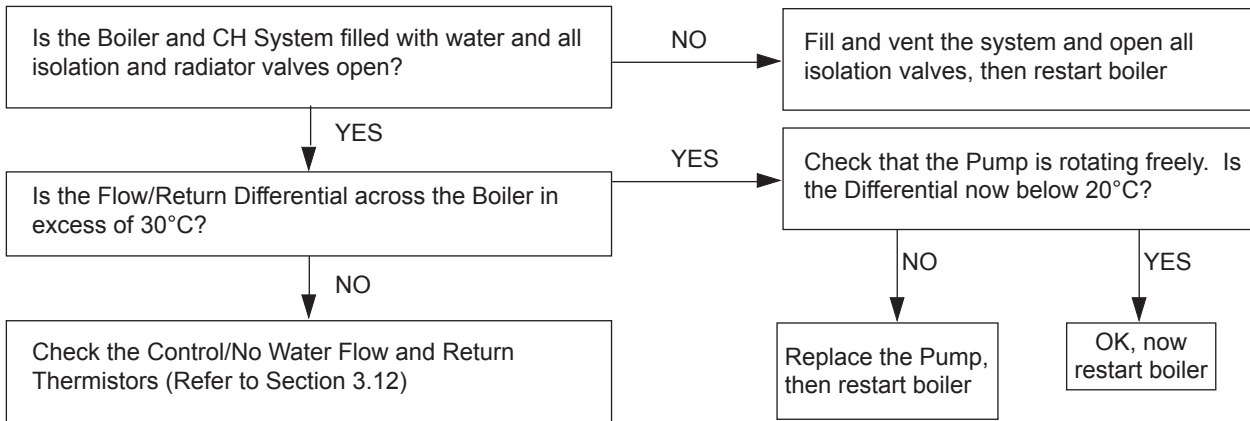 Is the Boiler and CH System filled with water and all
isolation and radiator valves open?
NO
Fill and vent the system and open all
isolation valves, then restart boiler
YES
Is the Flow/Return Differential across the Boiler in
excess of 30°C?
YES
Check that the Pump is rotating freely.  Is
the Differential now below 20°C?
NO
Check the Control/No Water Flow and Return
Thermistors (Refer to Section 3.12)
NO
Replace the Pump,
then restart boiler
YES
OK, now
restart boiler